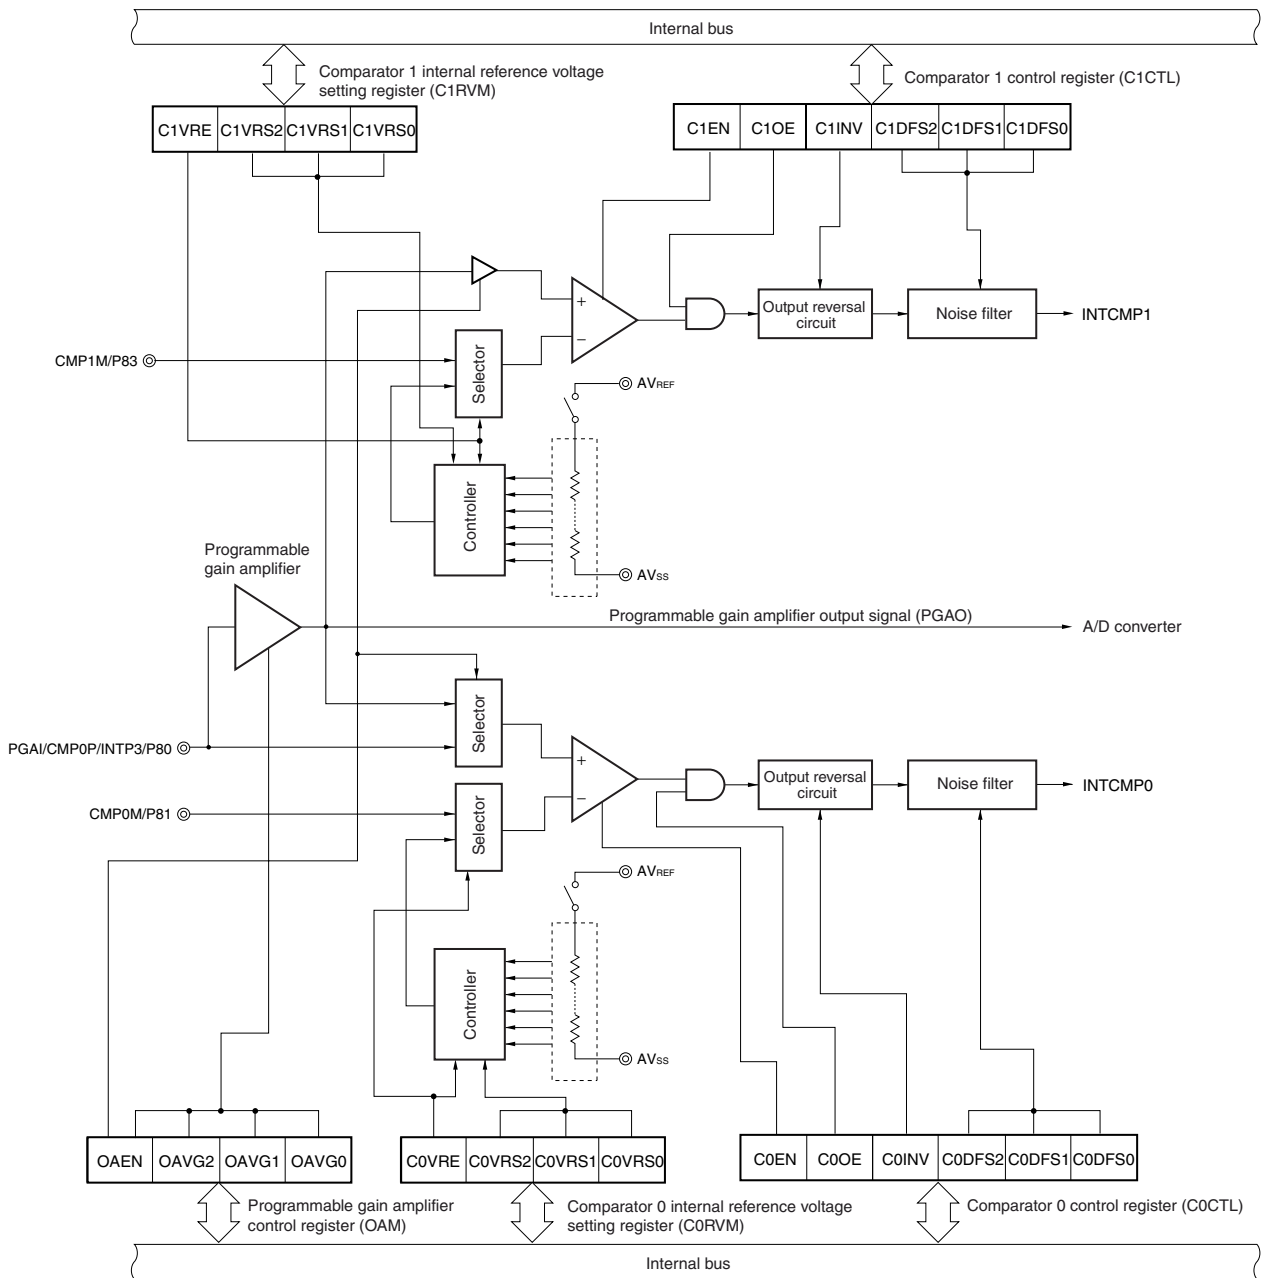 Internal bus
Comparator 1 internal reference voltage
setting register (C1RVM)
Comparator 1 control register (C1CTL)
C1VRE C1VRS2 C1VRS1 C1VRS0
C1EN C1OE C1INV C1DFS2 C1DFS1 C1DFS0
+
−
Output reversal
circuit
Noise filter
INTCMP1
CMP1M/P83
Selector
AVREF
Controller
AVSS
Programmable
gain amplifier
Programmable gain amplifier output signal (PGAO)
A/D converter
Selector
PGAI/CMP0P/INTP3/P80
+
−
Output reversal
circuit
Noise filter
INTCMP0
CMP0M/P81
Selector
AVREF
Controller
AVSS
OAEN OAVG2 OAVG1 OAVG0
C0VRE C0VRS2 C0VRS1 C0VRS0
C0EN C0OE C0INV C0DFS2 C0DFS1 C0DFS0
Programmable gain amplifier
control register (OAM)
Comparator 0 internal reference voltage
setting register (C0RVM)
Comparator 0 control register (C0CTL)
Internal bus